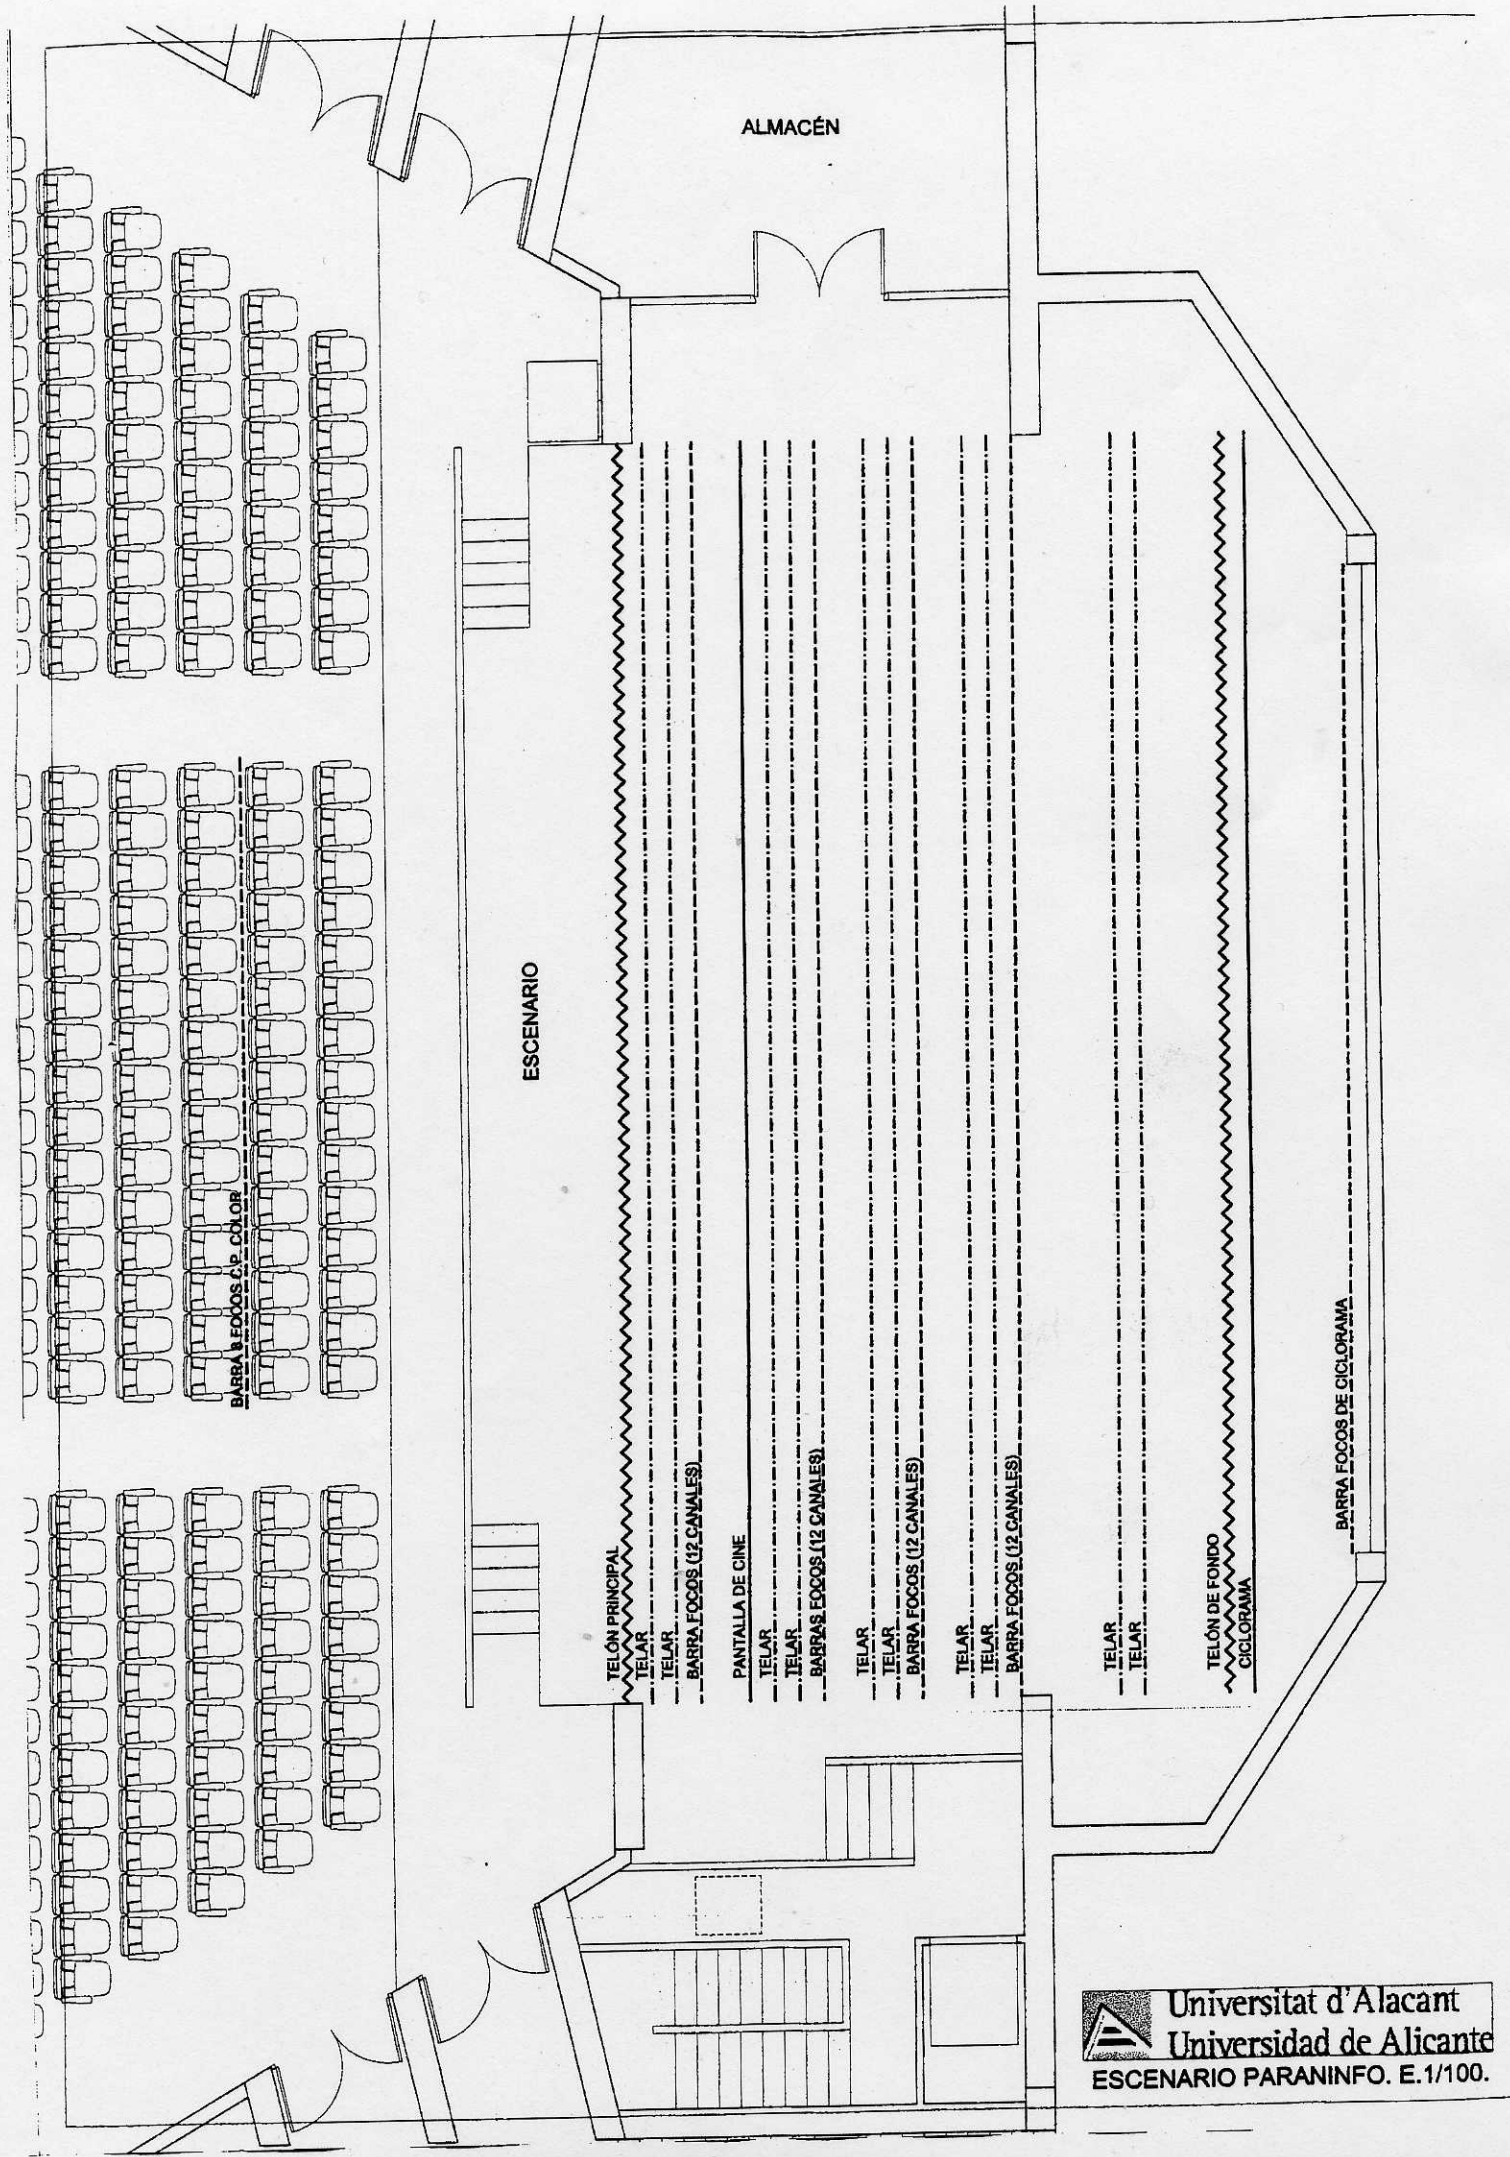 ALMACÉN
ESCENARIO
BARRA 8 FOCOS C.P. COLOR
TELÓN PRINCIPAL
TELAR
TELAR
BARRA FOCOS (12 CANALES)
PANTALLA DE CINE
TELAR
TELAR
BARRAS FOCOS (12 CANALES)
TELAR
TELAR
BARRA FOCOS (12 CANALES)
TELAR
TELAR
BARRA FOCOS (12 CANALES)
TELAR
TELAR
TELÓN DE FONDO
CICLORAMA
BARRA FOCOS DE CICLORAMA
Universitat d'Alacant
Universidad de Alicante
ESCENARIO PARANINFO. E.1/100.